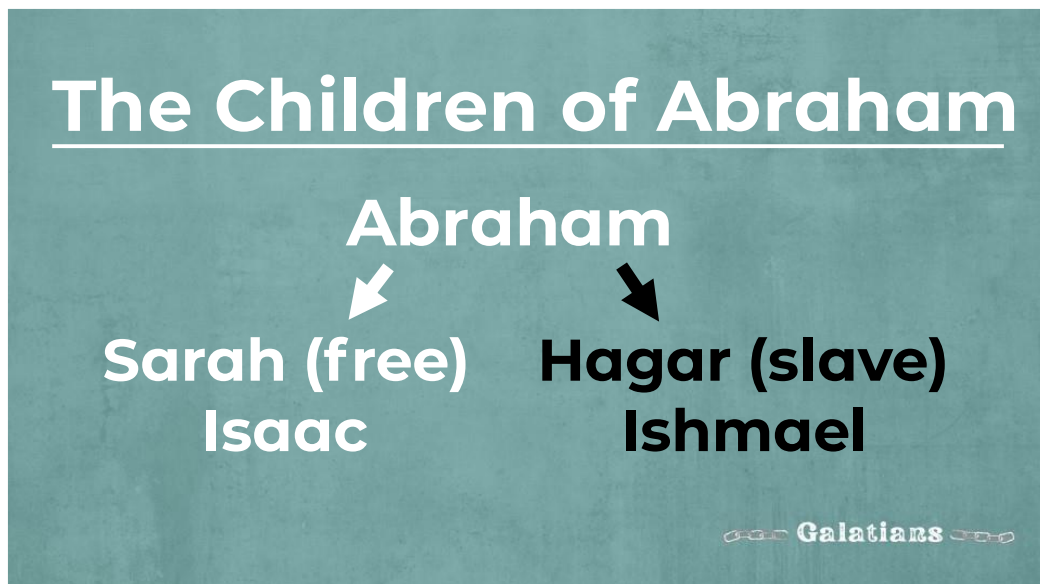 The Children of Abraham
Abraham
Sarah (free)
Hagar (slave)
Isaac
Ishmael
Galatians